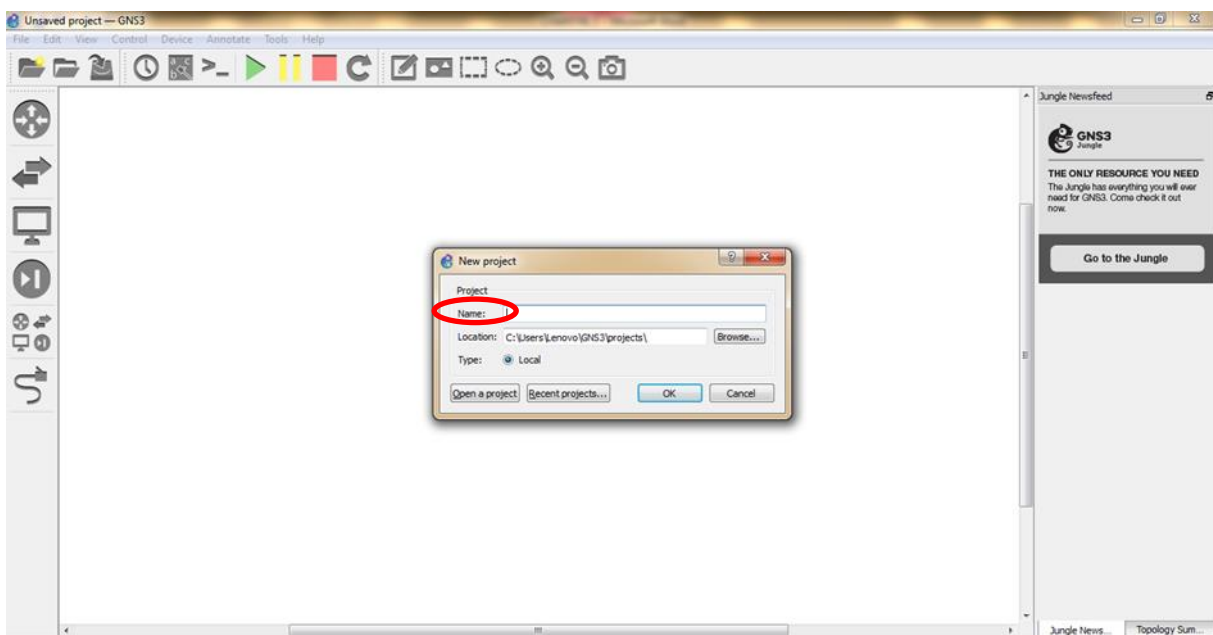 Unsaved project — GNS3
File Edit View Control Device Annotate Tools Help
Jungle Newsfeed
GNS3
Jungle
THE ONLY RESOURCE YOU NEED
The Jungle has everything you will ever
need for GNS3. Come check it out
now.
Go to the Jungle
New project
Project
Name:
Location: C:\Users\Lenovo\GNS3\projects\ Browse...
Type: Local
Open a project Recent projects... OK Cancel
Jungle News... Topology Sum...